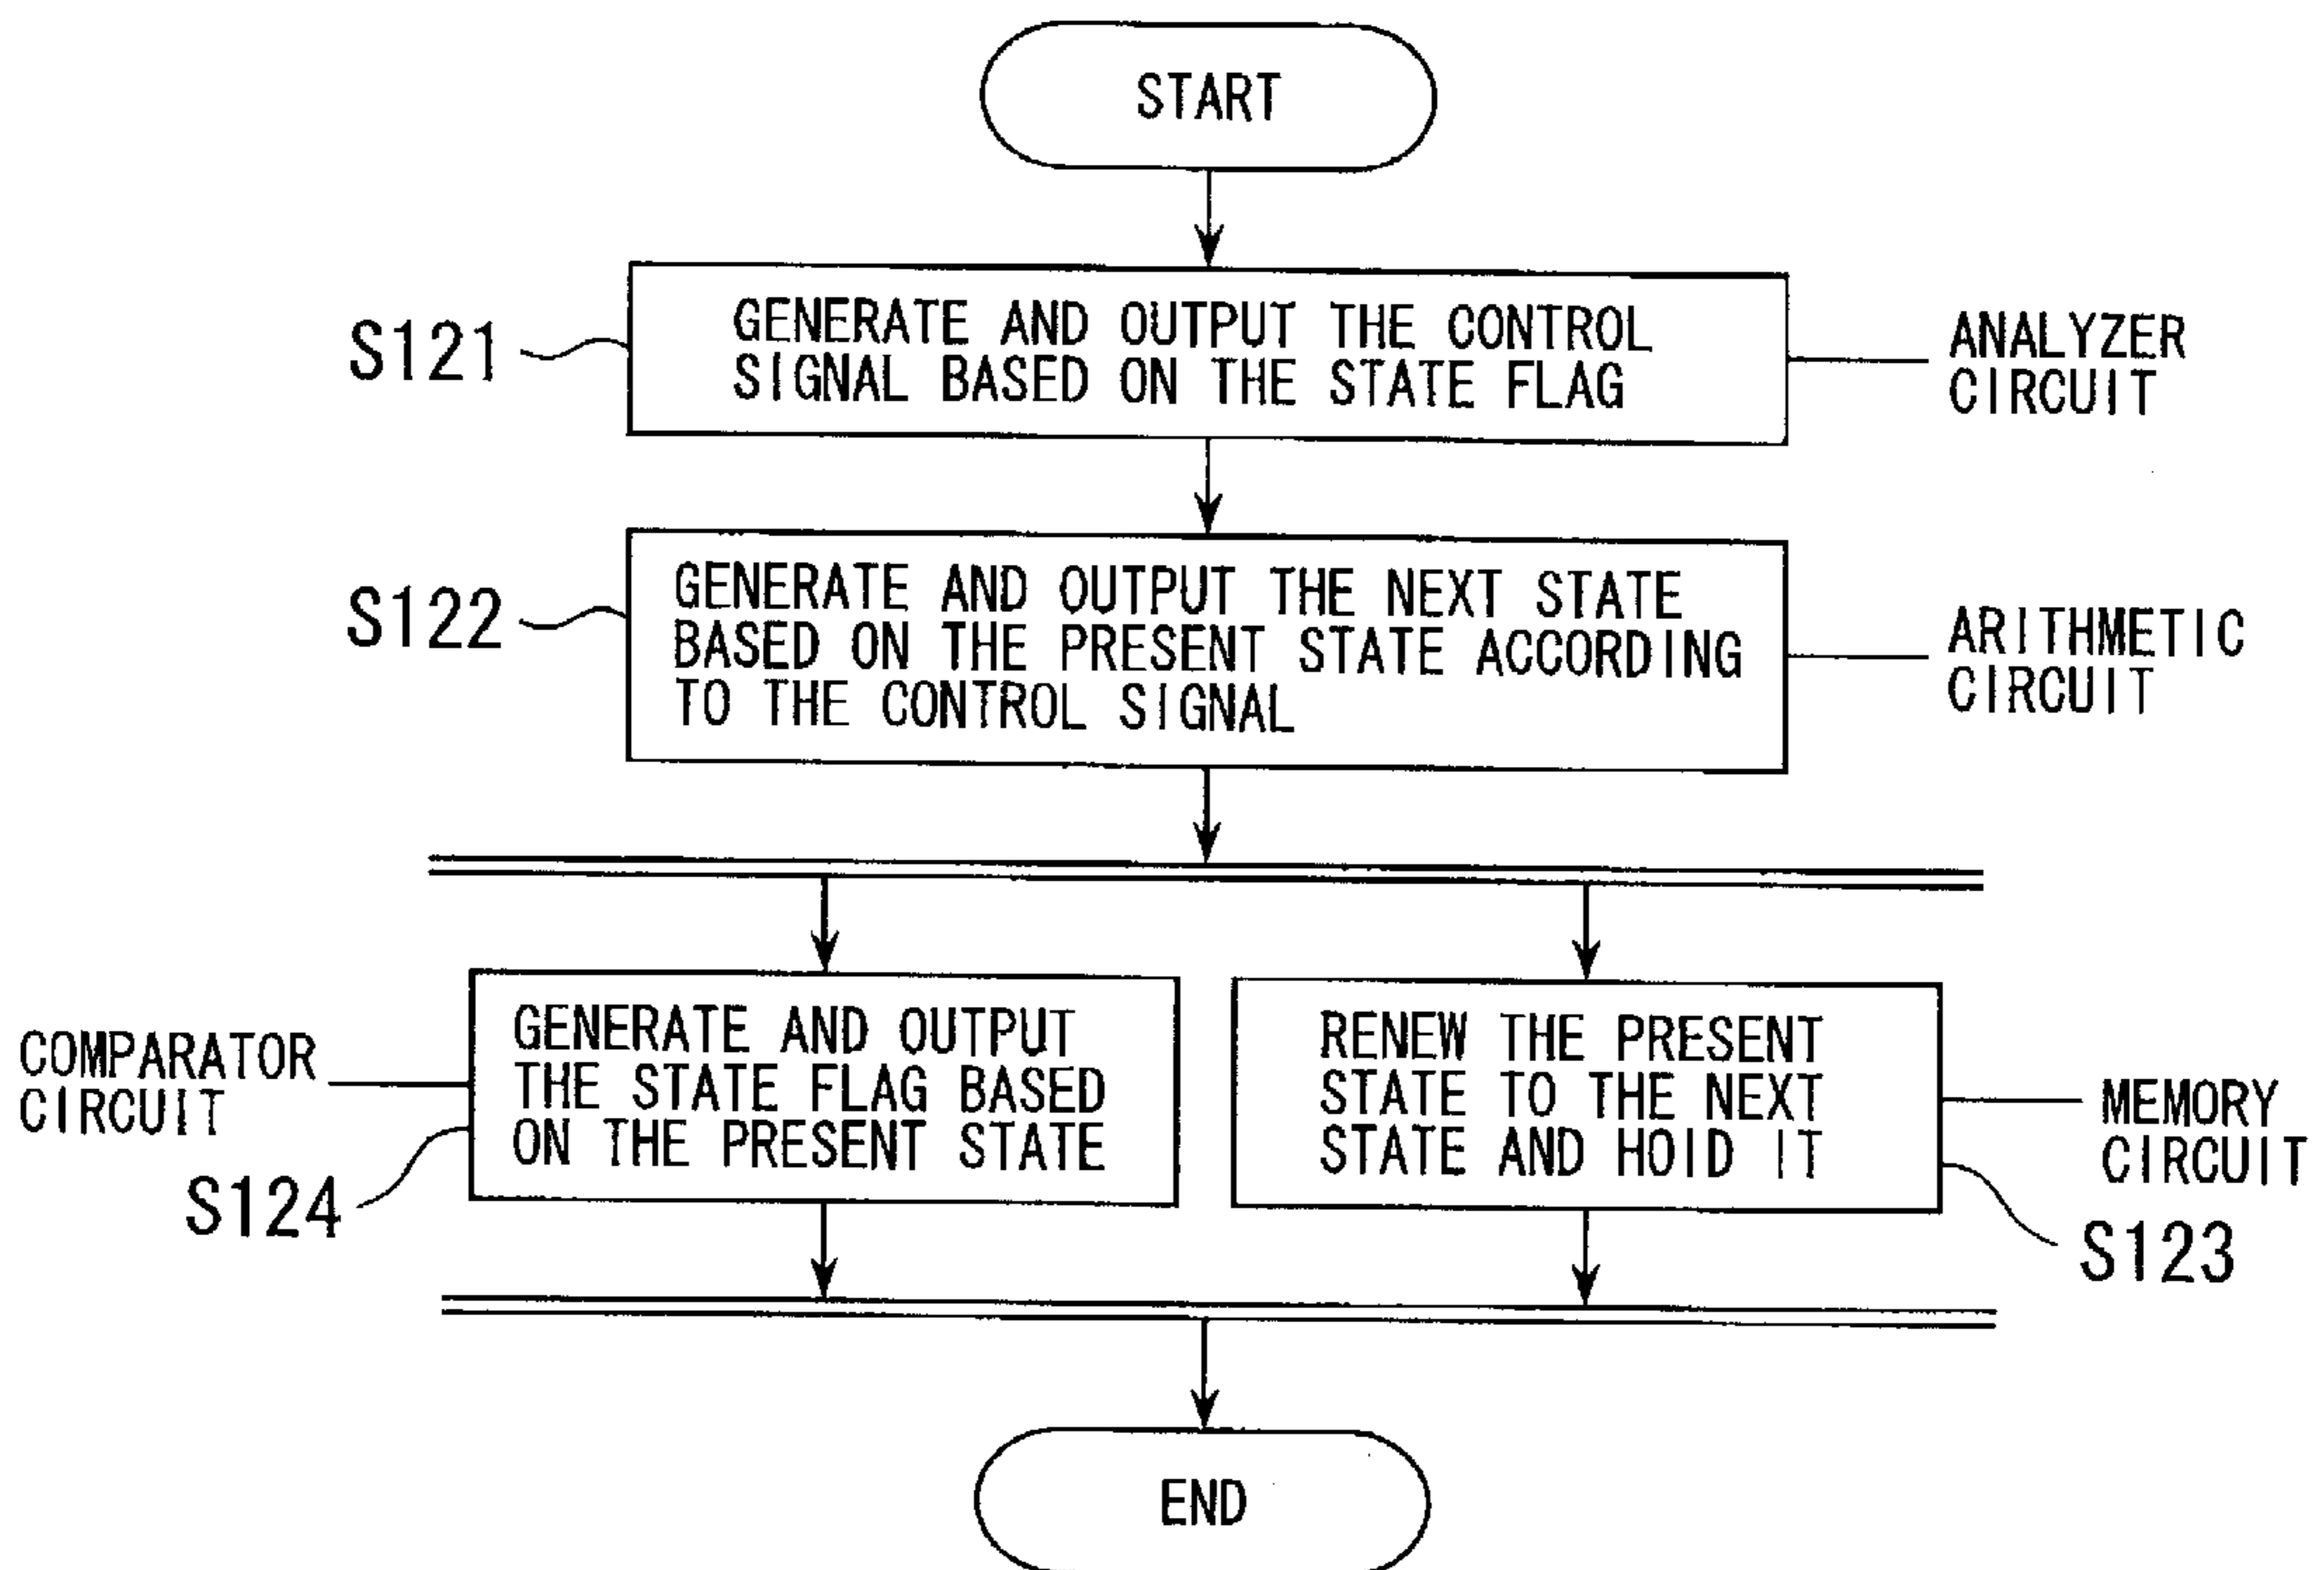 START
S121
GENERATE AND OUTPUT THE CONTROL
SIGNAL BASED ON THE STATE FLAG
ANALYZER
CIRCUIT
S122
GENERATE AND OUTPUT THE NEXT STATE
BASED ON THE PRESENT STATE ACCORDING
TO THE CONTROL SIGNAL
ARITHMETIC
CIRCUIT
COMPARATOR
CIRCUIT
S124
GENERATE AND OUTPUT
THE STATE FLAG BASED
ON THE PRESENT STATE
RENEW THE PRESENT
STATE TO THE NEXT
STATE AND HOID IT
MEMORY
CIRCUIT
S123
END